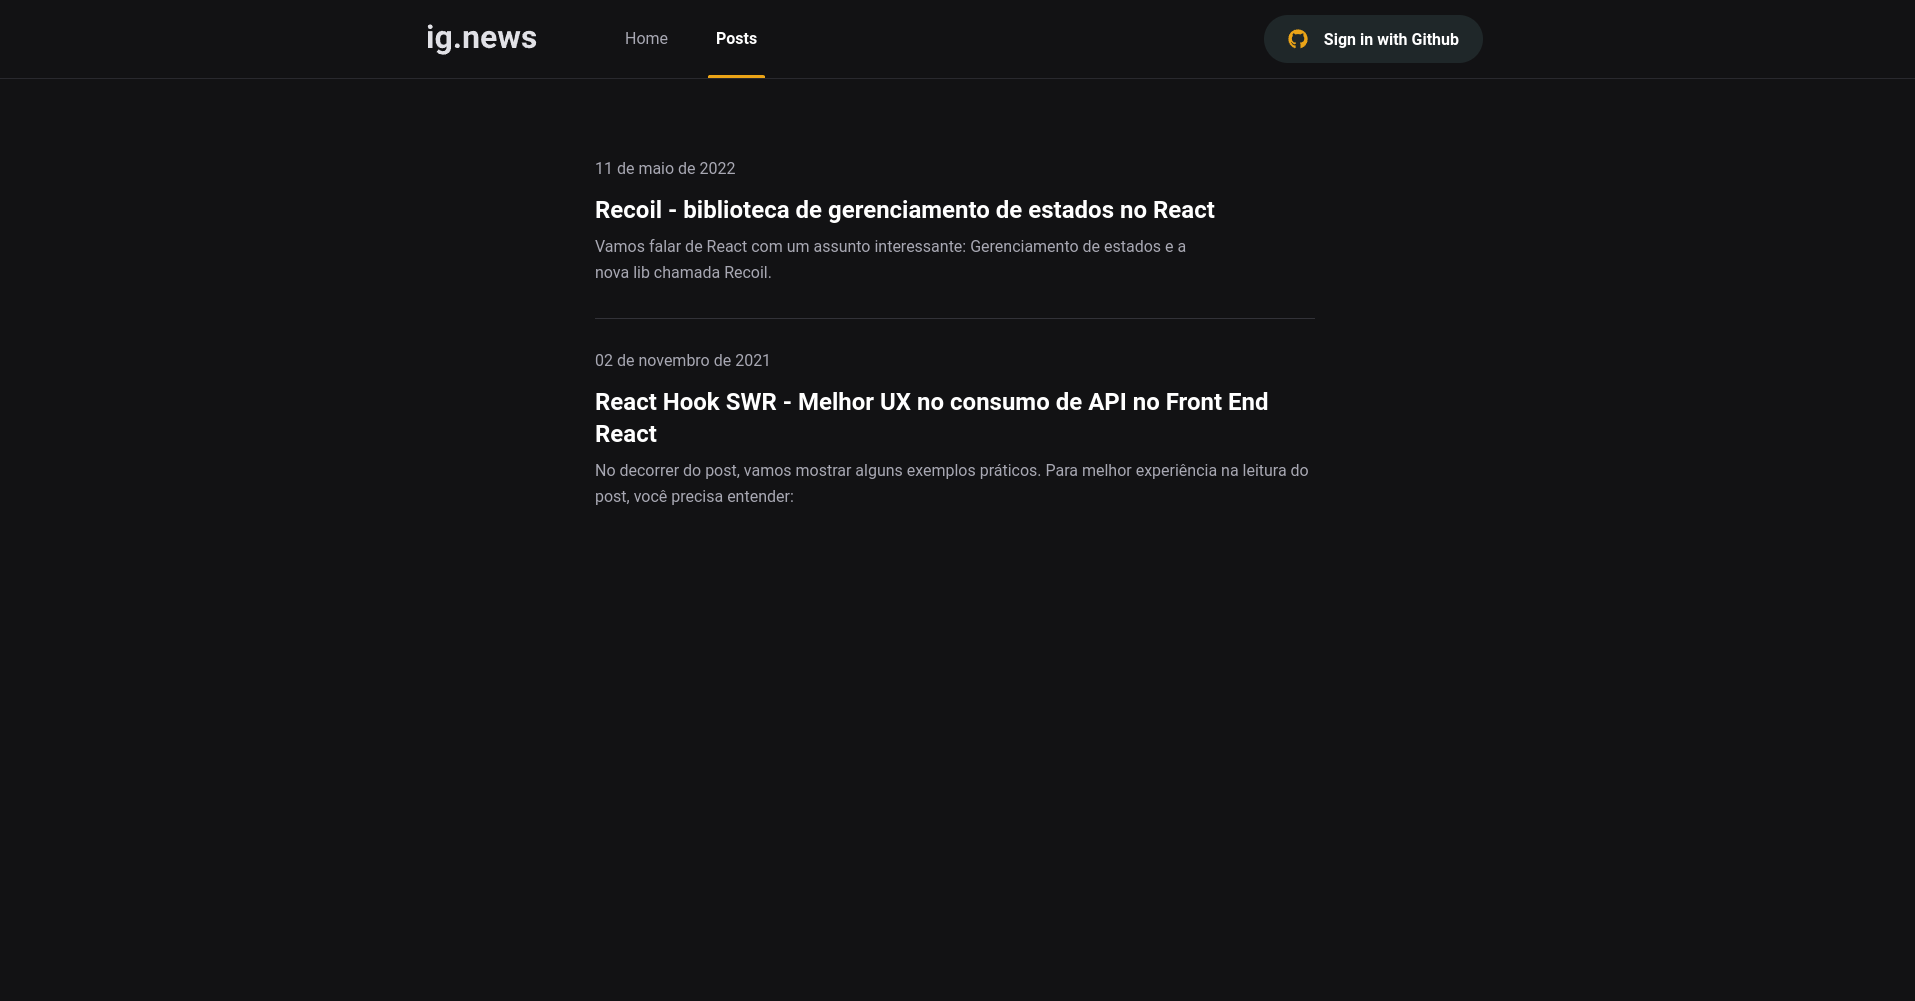 ig.news
Home
Posts
Sign in with Github
11 de maio de 2022
Recoil - biblioteca de gerenciamento de estados no React
Vamos falar de React com um assunto interessante: Gerenciamento de estados e a
nova lib chamada Recoil.
02 de novembro de 2021
React Hook SWR - Melhor UX no consumo de API no Front End
React
No decorrer do post, vamos mostrar alguns exemplos práticos. Para melhor experiência na leitura do
post, você precisa entender: